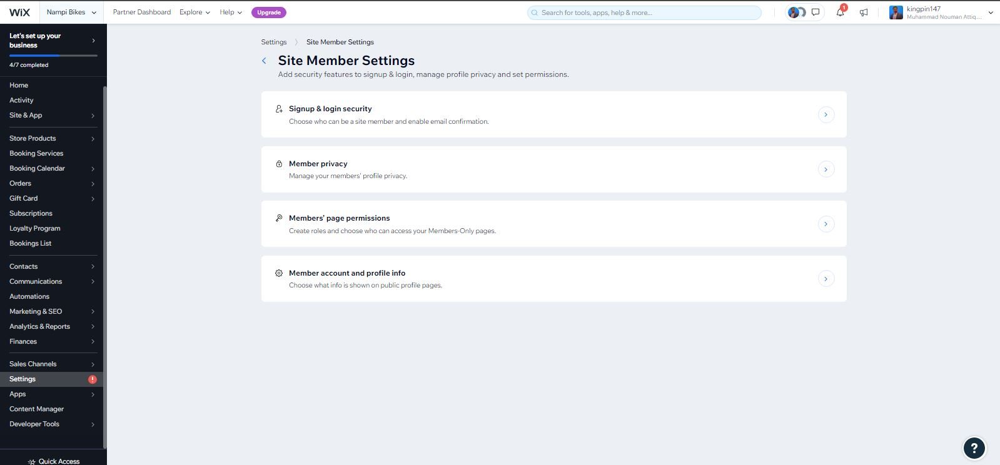 WiX
Nampi Bikes
Partner Dashboard
Explore
Help
Upgrade
Search for tools, apps, help & more...
1
kingpin147
Muhammad Nouman Attiq...
Let's set up your
business
4/7 completed
Home
Activity
Site & App
Store Products
Booking Services
Booking Calendar
Orders
Gift Card
Subscriptions
Loyalty Program
Bookings List
Contacts
Communications
Automations
Marketing & SEO
Analytics & Reports
Finances
Sales Channels
Settings
!
Apps
Content Manager
Developer Tools
Quick Access
Settings
Site Member Settings
Site Member Settings
Add security features to signup & login, manage profile privacy and set permissions.
Signup & login security
Choose who can be a site member and enable email confirmation.
Member privacy
Manage your members' profile privacy.
Members' page permissions
Create roles and choose who can access your Members-Only pages.
Member account and profile info
Choose what info is shown on public profile pages.
?